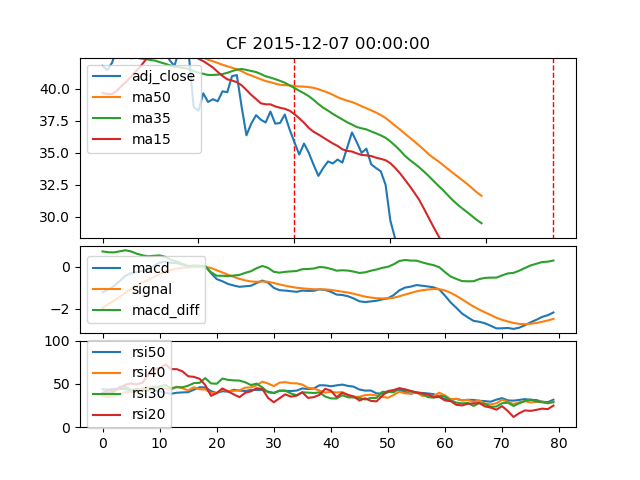 CF 2015-12-07 00:00:00
40.0
37.5
35.0
32.5
30.0
adj_close
ma50
ma35
ma15
0
−2
macd
signal
macd_diff
100
50
0
rsi50
rsi40
rsi30
rsi20
0 10 20 30 40 50 60 70 80